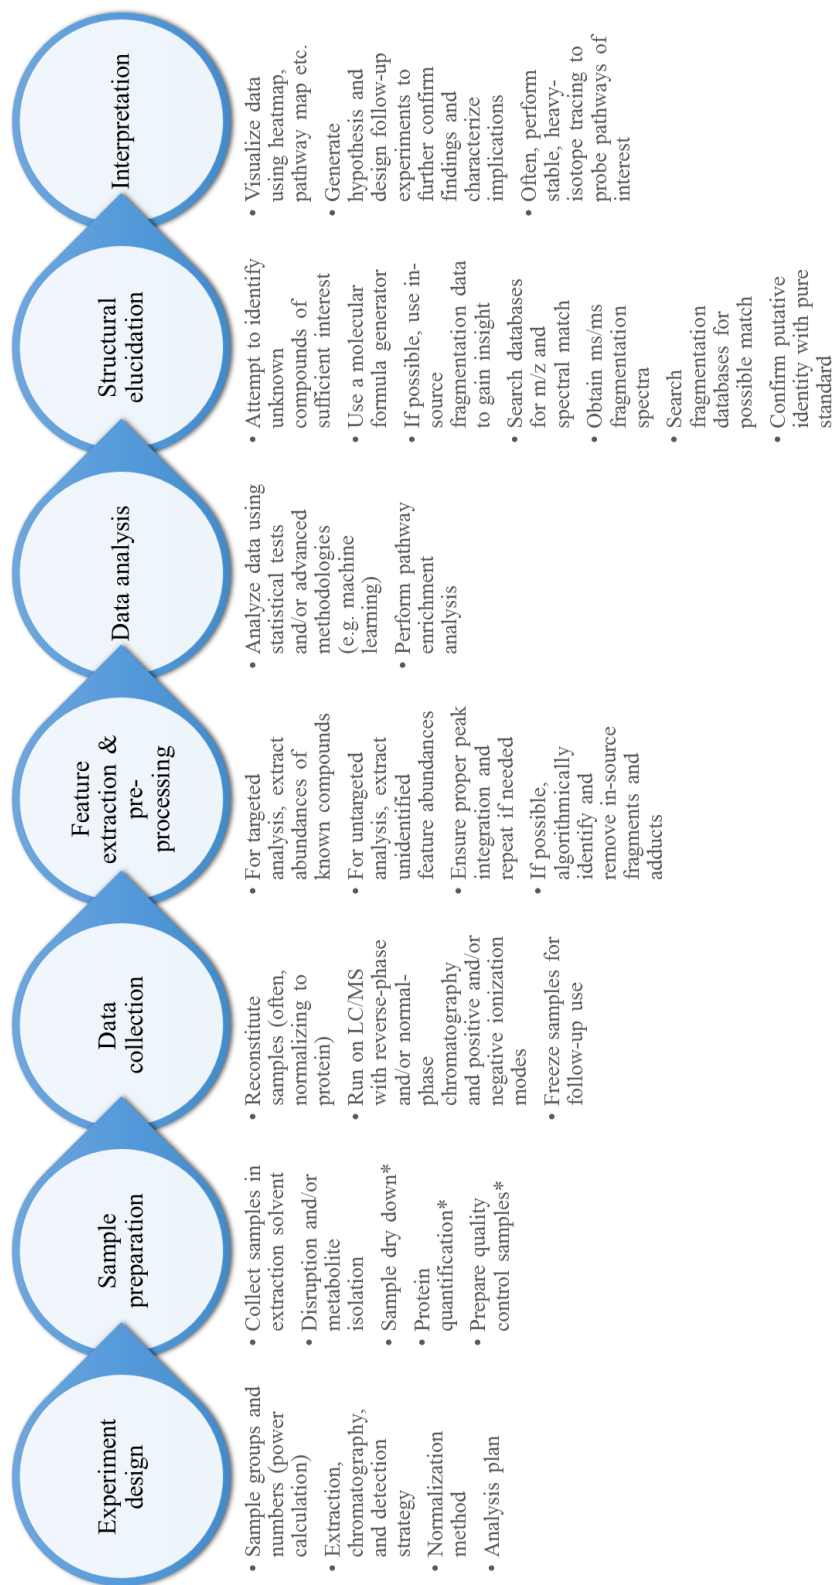 Experiment
design
• Sample groups and
numbers (power
calculation)
• Extraction,
chromatography,
and detection
strategy
• Normalization
method
• Analysis plan
Sample
preparation
• Collect samples in
extraction solvent
• Disruption and/or
metabolite
isolation
• Sample dry down*
• Protein
quantification*
• Prepare quality
control samples*
Data
collection
• Reconstitute
samples (often,
normalizing to
protein)
• Run on LC/MS
with reverse-phase
and/or normal-
phase
chromatography
and positive and/or
negative ionization
modes
• Freeze samples for
follow-up use
Feature
extraction &
pre-
processing
• For targeted
analysis, extract
abundances of
known compounds
• For untargeted
analysis, extract
unidentified
feature abundances
• Ensure proper peak
integration and
repeat if needed
• If possible,
algorithmically
identify and
remove in-source
fragments and
adducts
Data analysis
• Analyze data using
statistical tests
and/or advanced
methodologies
(e.g. machine
learning)
• Perform pathway
enrichment
analysis
Structural
elucidation
• Attempt to identify
unknown
compounds of
sufficient interest
• Use a molecular
formula generator
• If possible, use in-
source
fragmentation data
to gain insight
• Search databases
for m/z and
spectral match
• Obtain ms/ms
fragmentation
spectra
• Search
fragmentation
databases for
possible match
• Confirm putative
identity with pure
standard
Interpretation
• Visualize data
using heatmap,
pathway map etc.
• Generate
hypothesis and
design follow-up
experiments to
further confirm
findings and
characterize
implications
• Often, perform
stable, heavy-
isotope tracing to
probe pathways of
interest